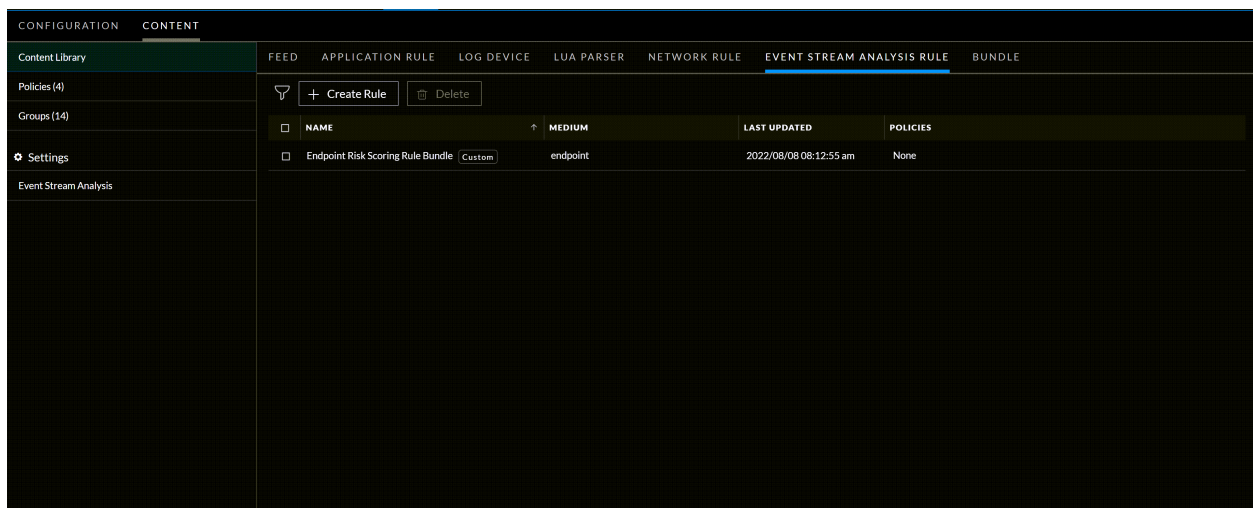 CONFIGURATION CONTENT
Content Library
Policies (4)
Groups (14)
Settings
Event Stream Analysis
FEED APPLICATION RULE LOG DEVICE LUA PARSER NETWORK RULE EVENT STREAM ANALYSIS RULE BUNDLE
+ Create Rule Delete
NAME ↑ MEDIUM LAST UPDATED POLICIES
Endpoint Risk Scoring Rule Bundle Custom endpoint 2022/08/08 08:12:55 am None